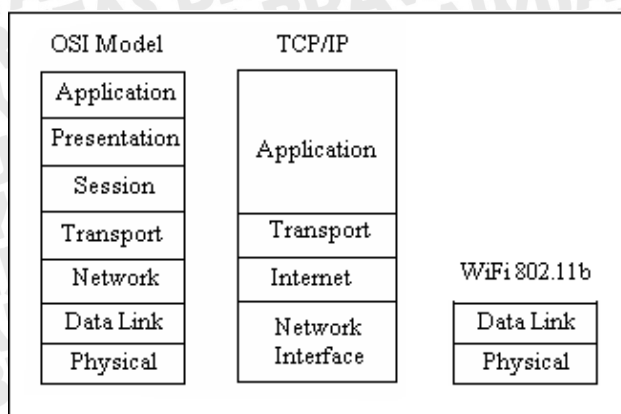 OSI Model
Application
Presentation
Session
Transport
Network
Data Link
Physical
TCP/IP
Application
Transport
Internet
Network
Interface
WiFi 802.11b
Data Link
Physical